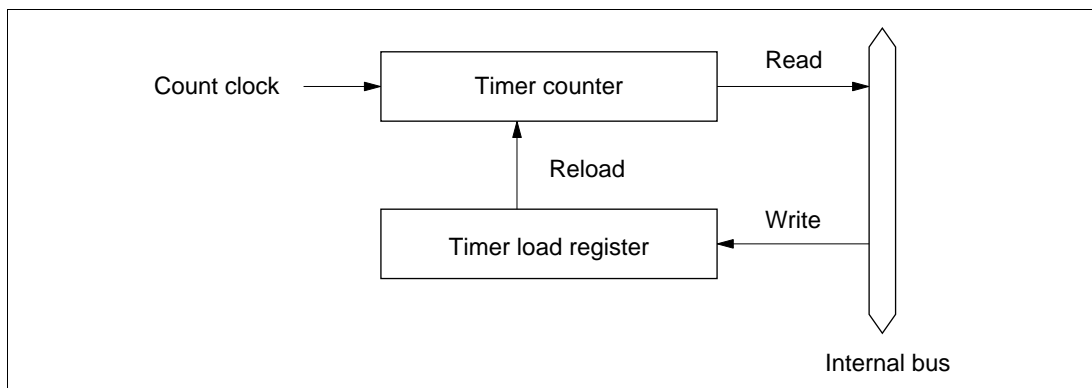 Read
Count clock
Timer counter
Reload
Write
Timer load register
Internal bus